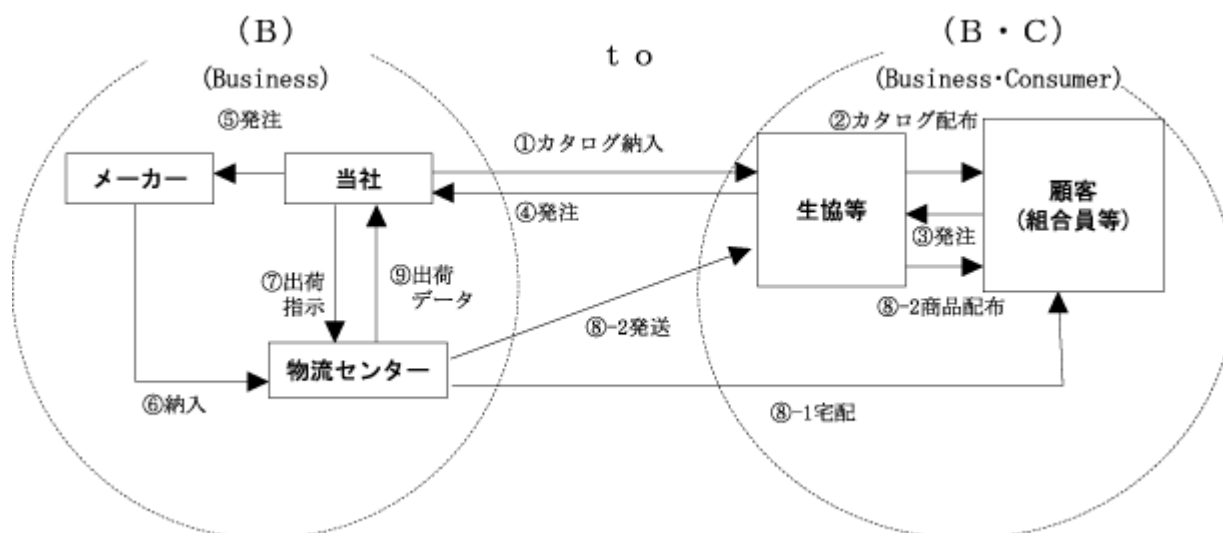 (B)
to
(B・C)
(Business)
(Business・Consumer)
⑤発注
①カタログ納入
②カタログ配布
メーカー
当社
④発注
生協等
③発注
顧客
(組合員等)
⑦出荷
指示
⑨出荷
データ
⑧-2発送
⑧-2商品配布
物流センター
⑥納入
⑧-1宅配